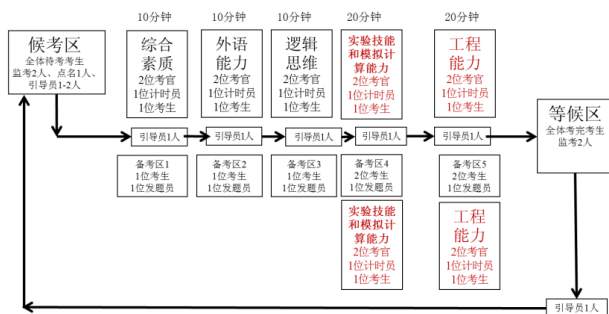 10分钟
10分钟
10分钟
20分钟
20分钟
候考区
全体待考考生
监考2人、点名1人、
引导员1-2人
综合
素质
2位考官
1位计时员
1位考生
外语
能力
2位考官
1位计时员
1位考生
逻辑
思维
2位考官
1位计时员
1位考生
实验技能
和模拟计
算能力
2位考官
1位计时员
1位考生
工程
能力
2位考官
1位计时员
1位考生
等候区
全体考完考生
监考2人
引导员1人
引导员1人
引导员1人
引导员1人
引导员1人
备考区1
1位考生
1位发题员
备考区2
1位考生
1位发题员
备考区3
1位考生
1位发题员
备考区4
2位考生
1位发题员
备考区5
2位考生
1位发题员
实验技能
和模拟计
算能力
2位考官
1位计时员
1位考生
工程
能力
2位考官
1位计时员
1位考生
引导员1人